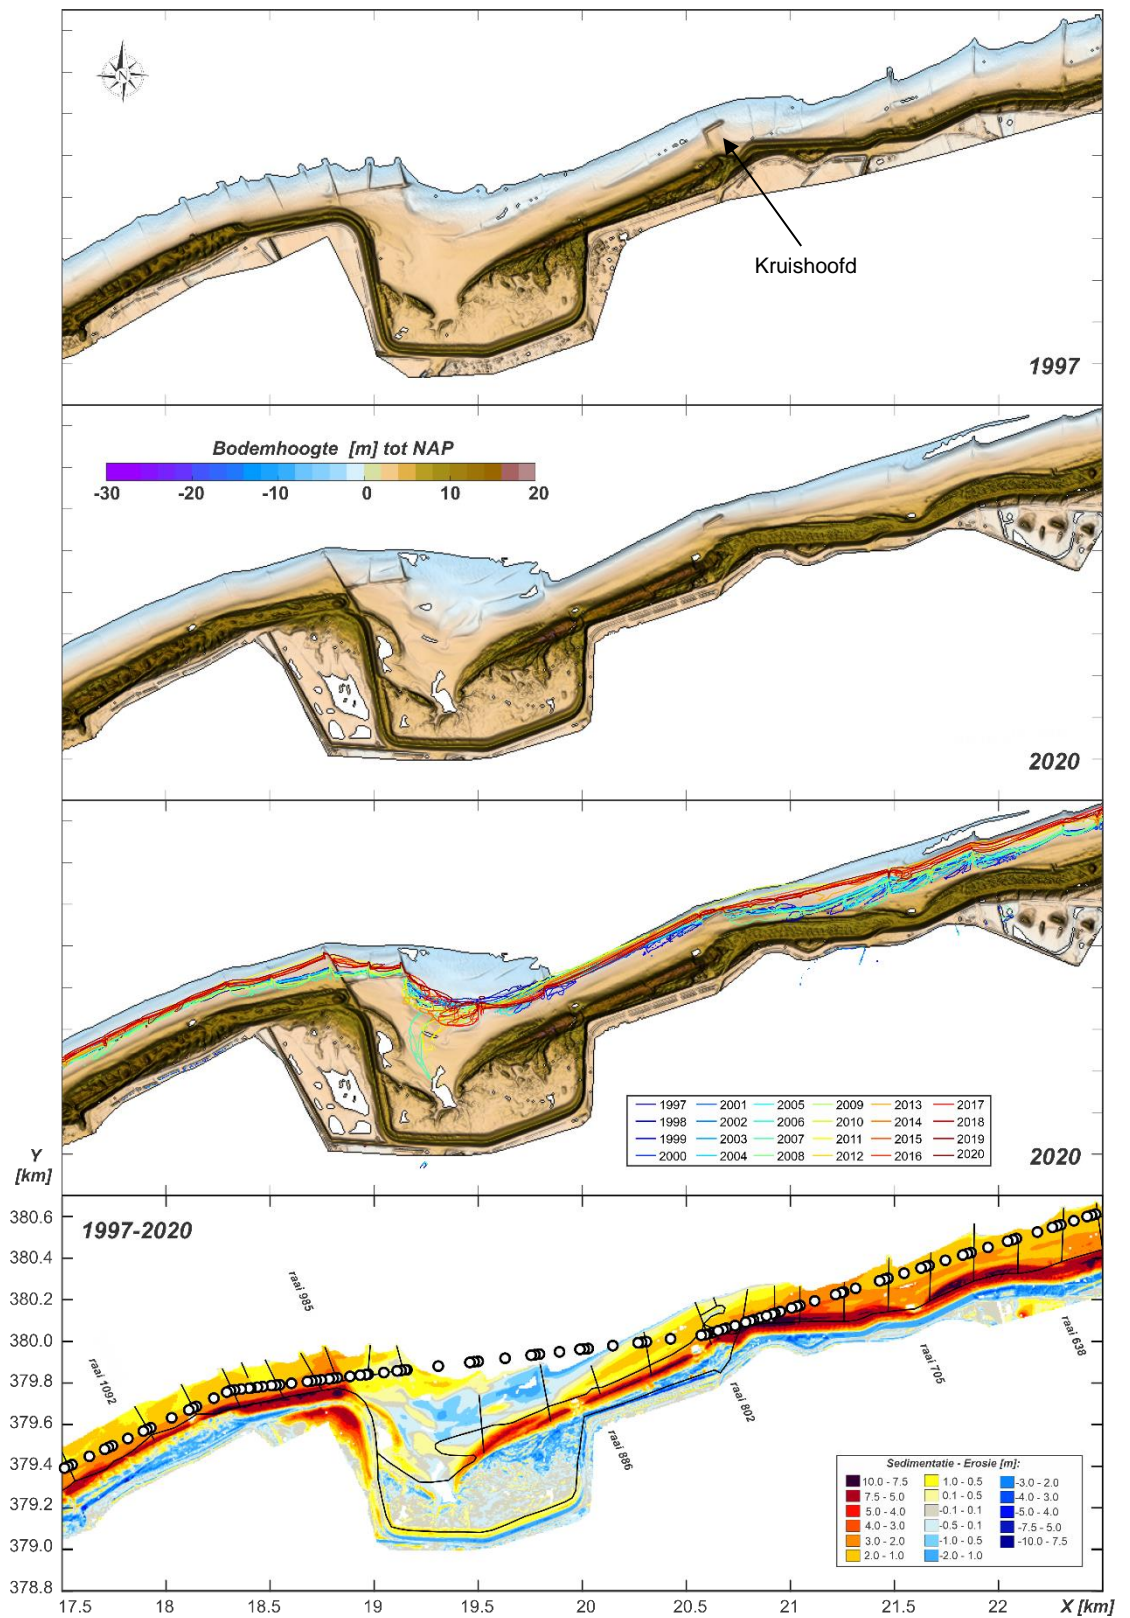 N
Kruishoofd
1997
Bodemhoogte [m] tot NAP
-30 -20 -10 0 10 20
2020
1997 2001 2005 2009 2013 2017
1998 2002 2006 2010 2014 2018
1999 2003 2007 2011 2015 2019
2000 2004 2008 2012 2016 2020
2020
Y
[km]
1997-2020
380.6
380.4
380.2
380.0
379.8
379.6
379.4
379.2
379.0
378.8
raai 1092
raai 985
raai 886
raai 802
raai 705
raai 638
Sedimentatie - Erosie [m]:
10.0 - 7.5 1.0 - 0.5 -3.0 - 2.0
7.5 - 5.0 0.1 - 0.5 -4.0 - 3.0
5.0 - 4.0 -0.1 - 0.1 -5.0 - 4.0
4.0 - 3.0 -0.5 - 0.1 -7.5 - 5.0
3.0 - 2.0 -1.0 - 0.5 -10.0 - 7.5
2.0 - 1.0 -2.0 - 1.0
17.5 18 18.5 19 19.5 20 20.5 21 21.5 22 X [km]